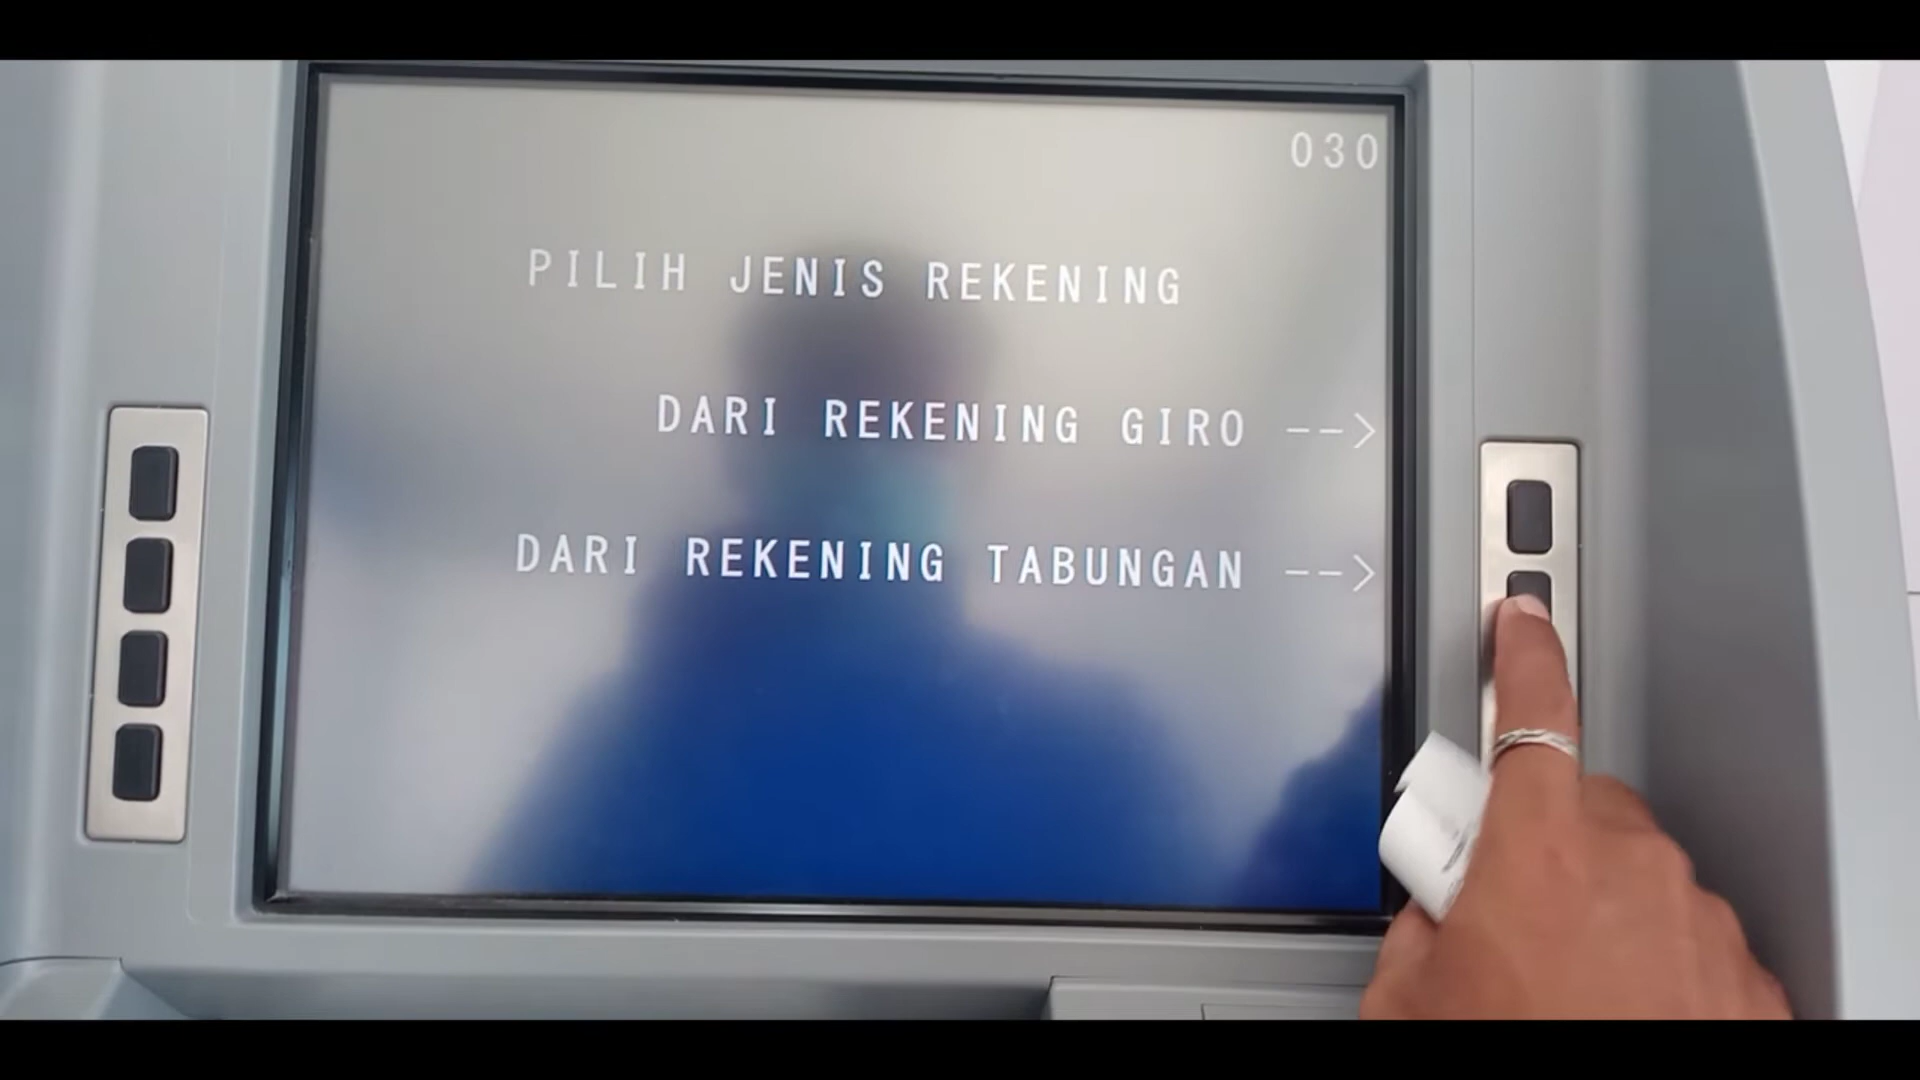 030
PILIH JENIS REKENING
DARI REKENING GIRO -->
DARI REKENING TABUNGAN -->